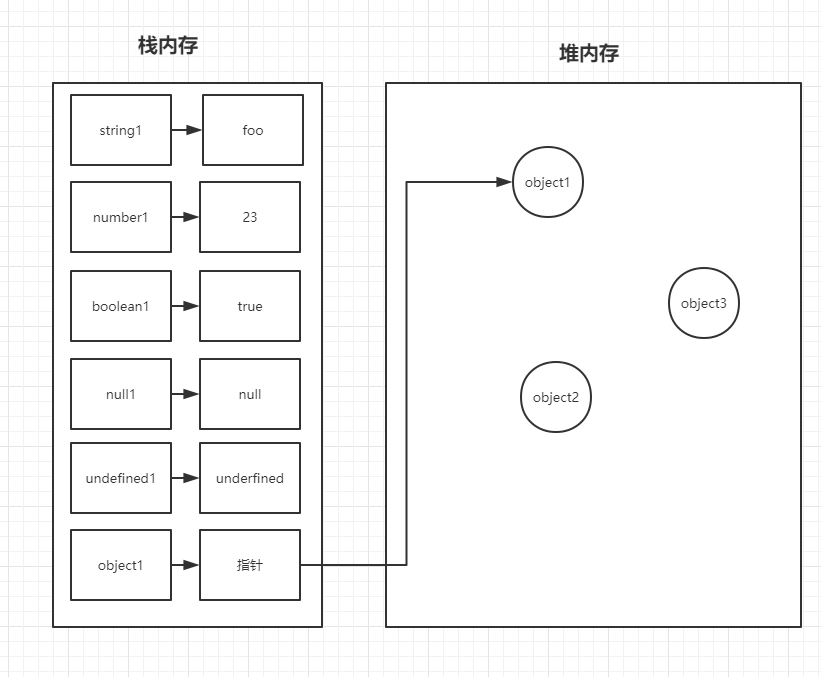 栈内存
堆内存
string1
foo
number1
23
boolean1
true
null1
null
undefined1
underfined
object1
指针
object1
object3
object2